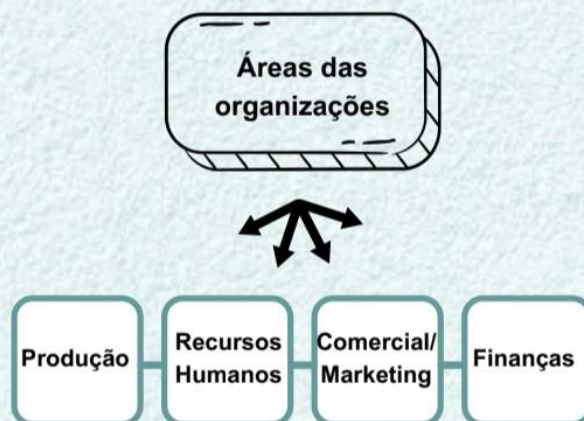 Áreas das
organizações
Produção
Recursos
Humanos
Comercial/
Marketing
Finanças